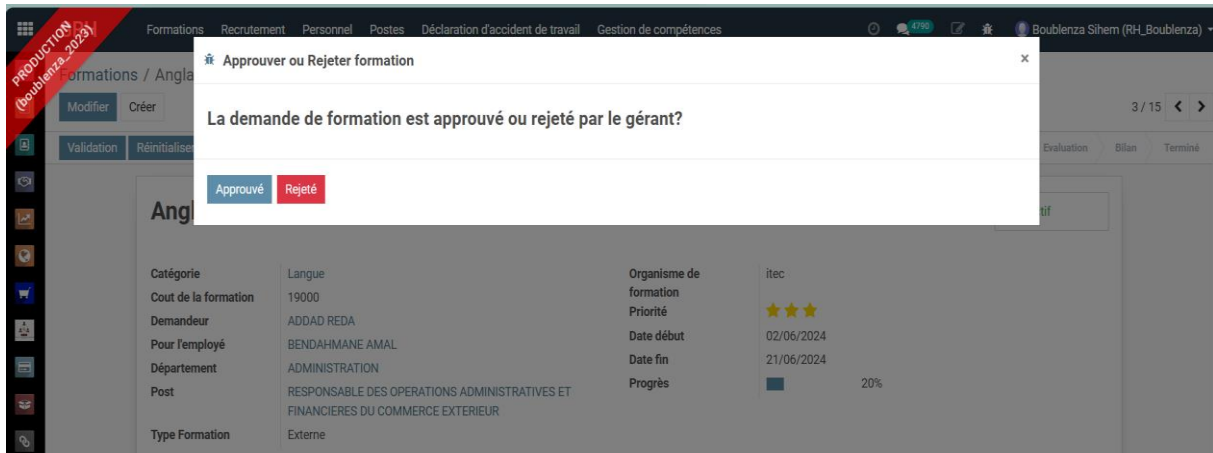 PRODUCTION
(boublenza_2023)
Formations Recrutement Personnel Postes Déclaration d'accident de travail Gestion de compétences 4790 Boublenza Sihem (RH_Boublenza)
Formations / Angla
Approuver ou Rejeter formation ×
Modifier Créer 3 / 15
La demande de formation est approuvé ou rejeté par le gérant?
Validation Réinitialiser Evaluation Bilan Terminé
Approuvé Rejeté
Angl tif
Catégorie Langue
Cout de la formation 19000
Demandeur ADDAD REDA
Pour l'employé BENDAHMANE AMAL
Département ADMINISTRATION
Post RESPONSABLE DES OPERATIONS ADMINISTRATIVES ET
FINANCIERES DU COMMERCE EXTERIEUR
Type Formation Externe
Organisme de itec
formation
Priorité
Date début 02/06/2024
Date fin 21/06/2024
Progrès 20%